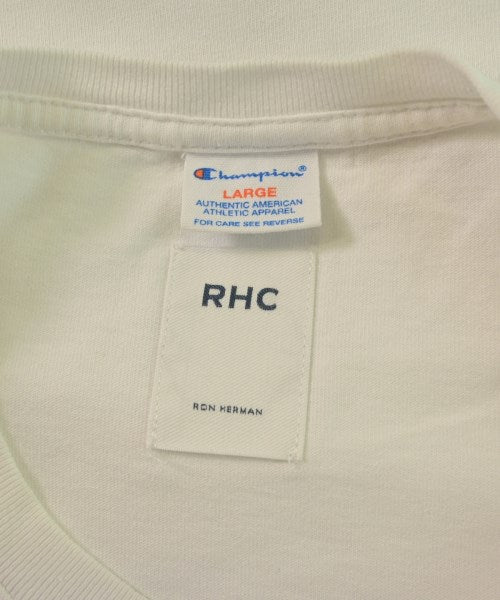 Champion®
LARGE
AUTHENTIC AMERICAN
ATHLETIC APPAREL
FOR CARE SEE REVERSE
RHC
RON HERMAN